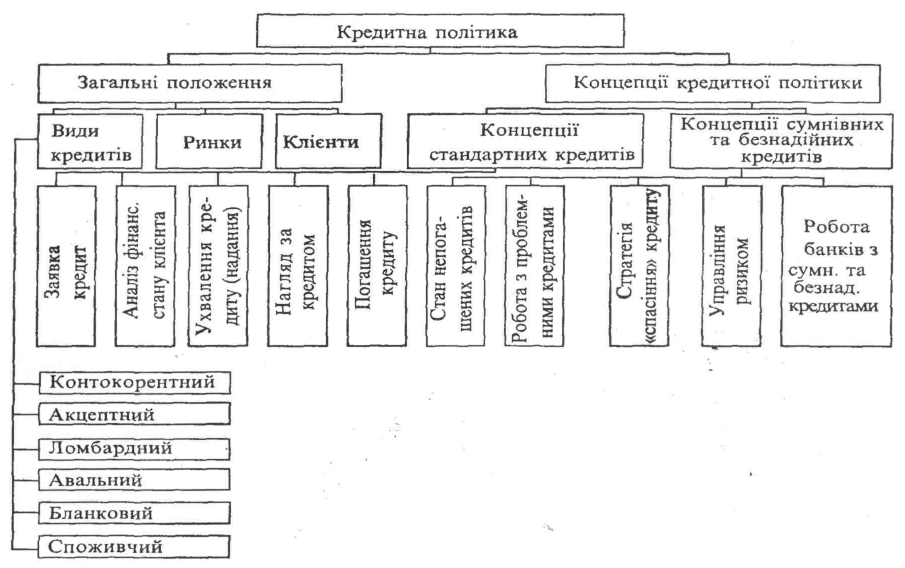 Кредитна політика
Загальні положення
Концепції кредитної політики
Види
кредитів
Ринки
Клієнти
Концепції
стандартних кредитів
Концепції сумнівних
та безнадійних
кредитів
Заявка
кредит
Аналіз фінанс.
стану клієнта
Ухвалення кре-
диту (надання)
Нагляд за
кредитом
Погашення
кредиту
Стан непога-
шених кредитів
Робота з проблем-
ними кредитами
Стратегія
«спасіння» кредиту
Управління
ризиком
Робота
банків з
сумн. та
безнад.
кредитами
Контокорентний
Акцептний
Ломбардний
Авальний
Бланковий
Споживчий